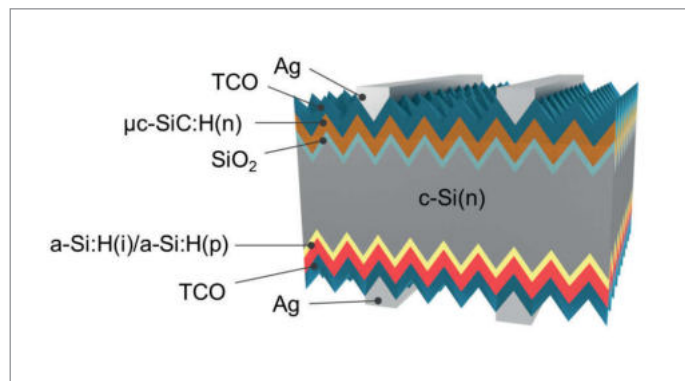 Ag
TCO
µc-SiC:H(n)
SiO₂
c-Si(n)
a-Si:H(i)/a-Si:H(p)
TCO
Ag